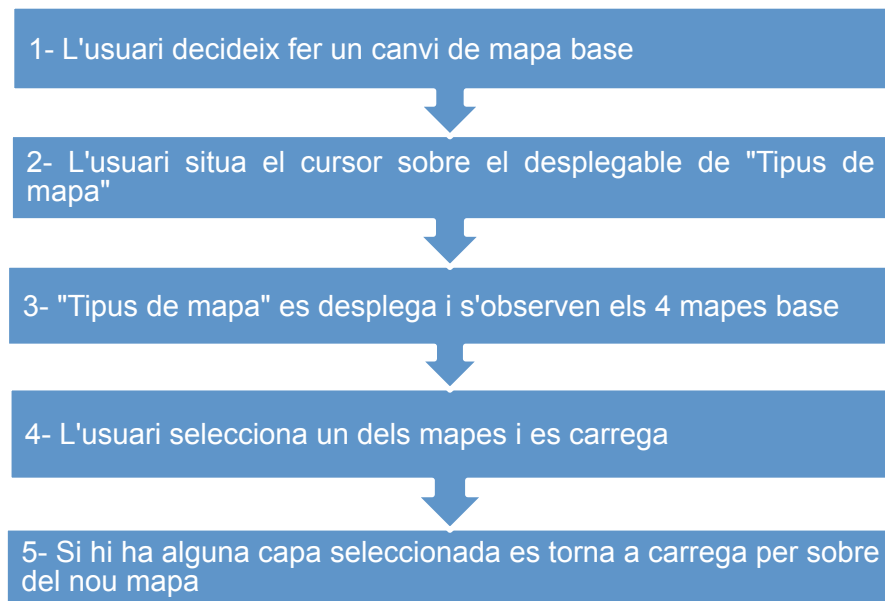 1- L'usuari decideix fer un canvi de mapa base
2- L'usuari situa el cursor sobre el desplegable de "Tipus de
mapa"
3- "Tipus de mapa" es desplega i s'observen els 4 mapes base
4- L'usuari selecciona un dels mapes i es carrega
5- Si hi ha alguna capa seleccionada es torna a carrega per sobre
del nou mapa